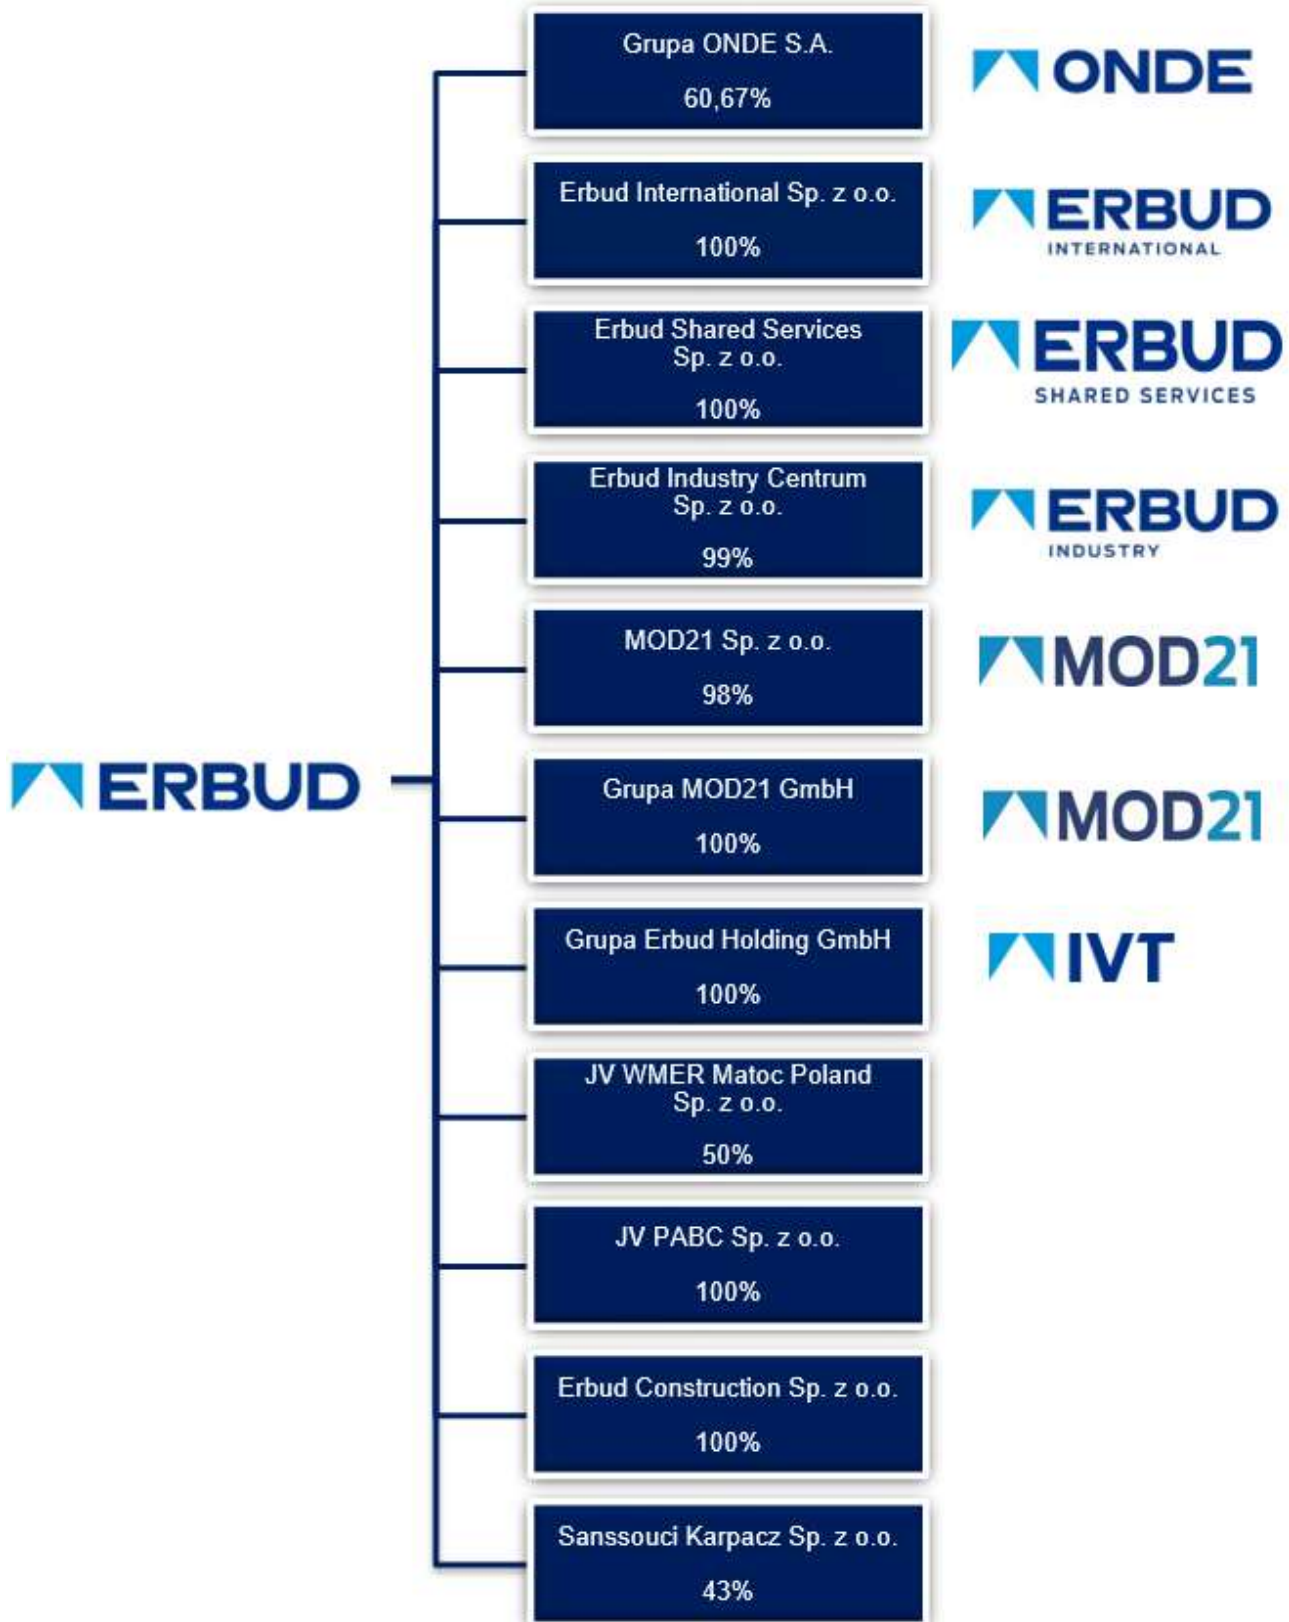 Grupa ONDE S.A.
60,67%
ONDE
Erbud International Sp. z o.o.
100%
ERBUD
INTERNATIONAL
Erbud Shared Services
Sp. z o.o.
100%
ERBUD
SHARED SERVICES
Erbud Industry Centrum
Sp. z o.o.
99%
ERBUD
INDUSTRY
MOD21 Sp. z o.o.
98%
MOD21
ERBUD
Grupa MOD21 GmbH
100%
MOD21
Grupa Erbud Holding GmbH
100%
IVT
JV WMER Matoc Poland
Sp. z o.o.
50%
JV PABC Sp. z o.o.
100%
Erbud Construction Sp. z o.o.
100%
Sanssouci Karpacz Sp. z o.o.
43%